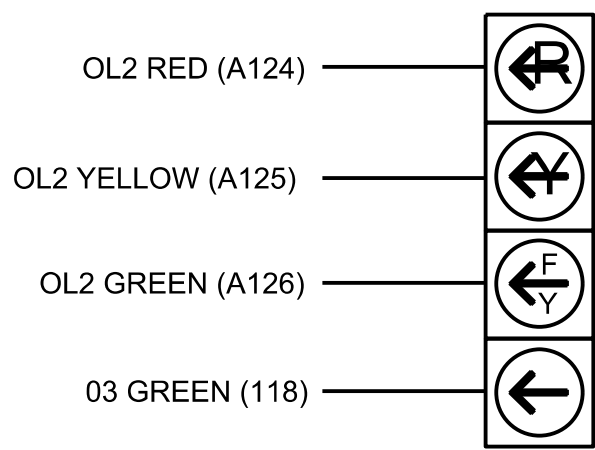 OL2 RED (A124)
R
OL2 YELLOW (A125)
Y
OL2 GREEN (A126)
F
Y
03 GREEN (118)